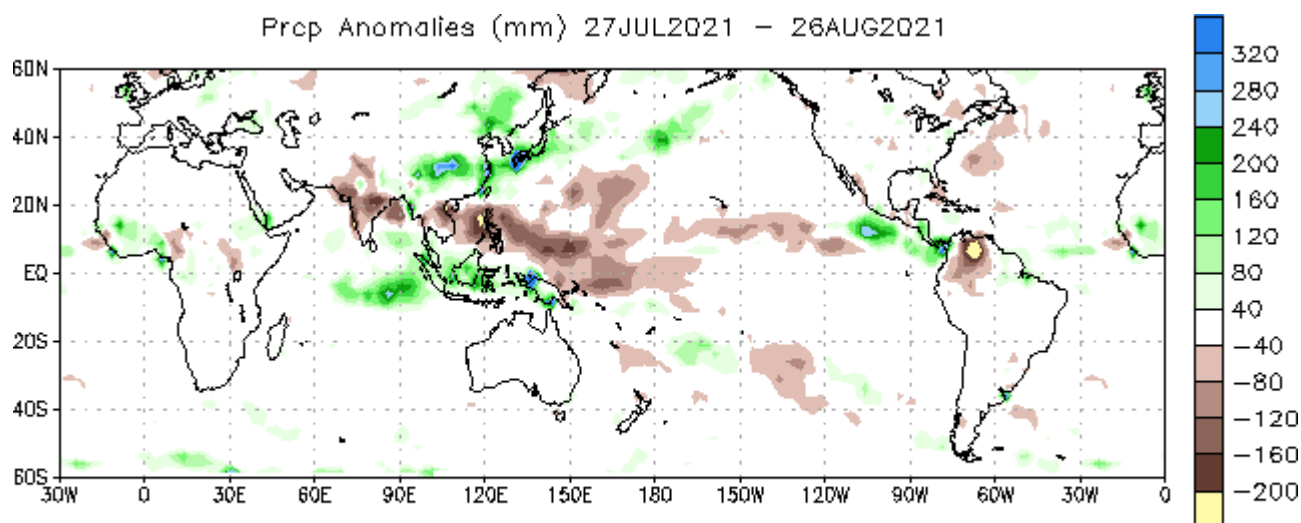 Prcp Anomalies (mm) 27JUL2021 – 26AUG2021
60N
40N
20N
EQ
20S
40S
60S
30W 0 30E 60E 90E 120E 150E 180 150W 120W 90W 60W 30W 0
320
280
240
200
160
120
80
40
−40
−80
−120
−160
−200